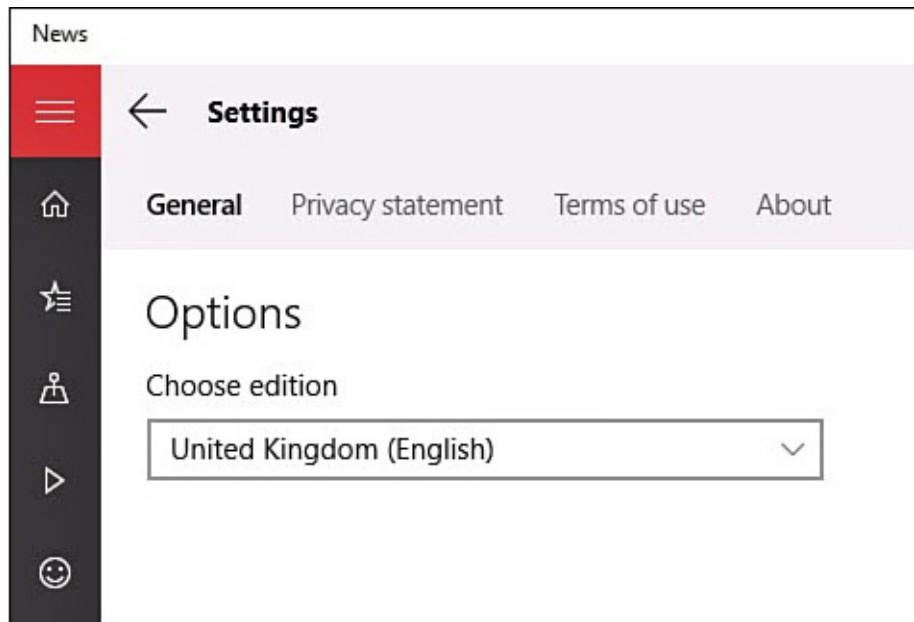 News
Settings
General Privacy statement Terms of use About
Options
Choose edition
United Kingdom (English)